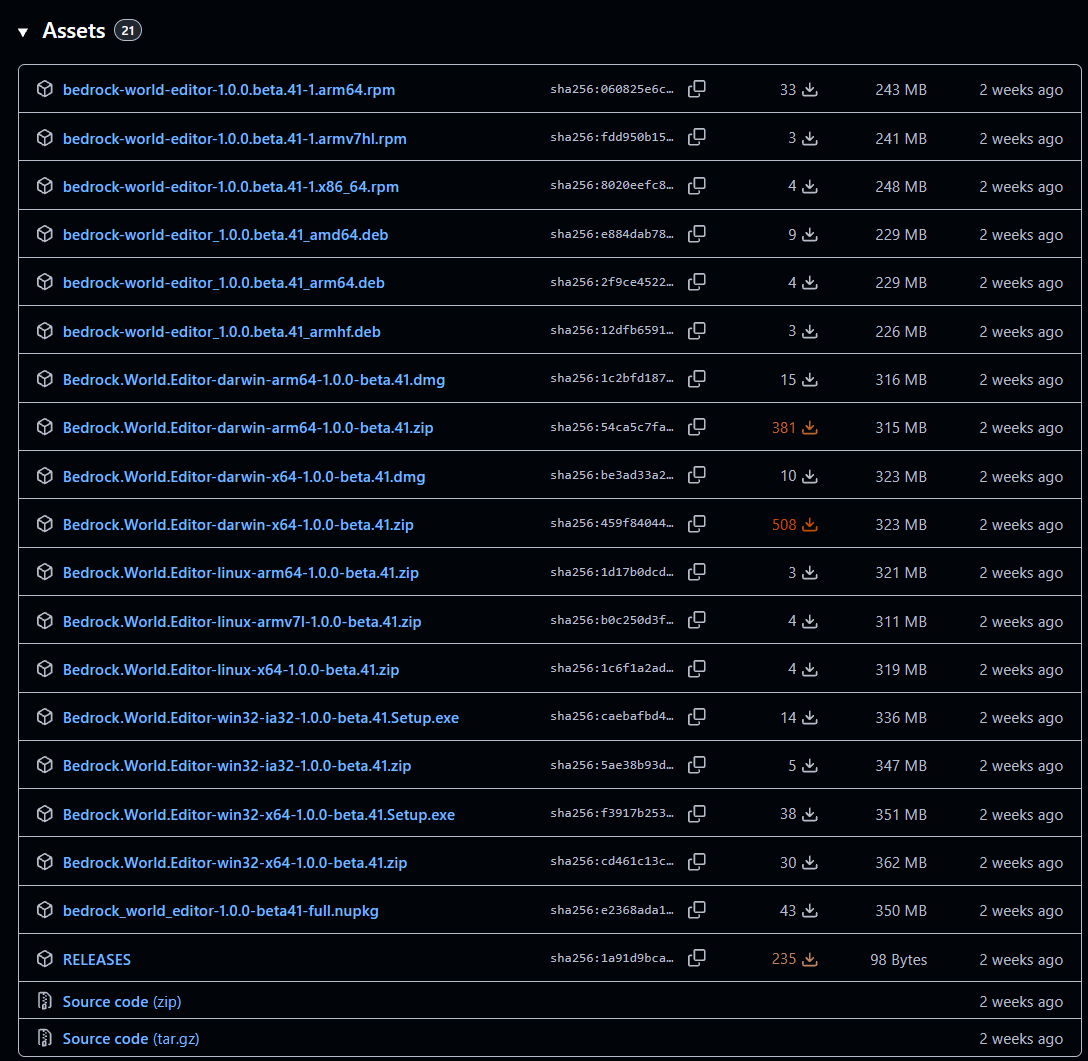 Assets 21
bedrock-world-editor-1.0.0.beta.41-1.arm64.rpm sha256:060825e6c… 33 243 MB 2 weeks ago
bedrock-world-editor-1.0.0.beta.41-1.armv7hl.rpm sha256:fdd950b15… 3 241 MB 2 weeks ago
bedrock-world-editor-1.0.0.beta.41-1.x86_64.rpm sha256:8020eefc8… 4 248 MB 2 weeks ago
bedrock-world-editor_1.0.0.beta.41_amd64.deb sha256:e884dab78… 9 229 MB 2 weeks ago
bedrock-world-editor_1.0.0.beta.41_arm64.deb sha256:2f9ce4522… 4 229 MB 2 weeks ago
bedrock-world-editor_1.0.0.beta.41_armhf.deb sha256:12dfb6591… 3 226 MB 2 weeks ago
Bedrock.World.Editor-darwin-arm64-1.0.0-beta.41.dmg sha256:1c2bfd187… 15 316 MB 2 weeks ago
Bedrock.World.Editor-darwin-arm64-1.0.0-beta.41.zip sha256:54ca5c7fa… 381 315 MB 2 weeks ago
Bedrock.World.Editor-darwin-x64-1.0.0-beta.41.dmg sha256:be3ad33a2… 10 323 MB 2 weeks ago
Bedrock.World.Editor-darwin-x64-1.0.0-beta.41.zip sha256:459f84044… 508 323 MB 2 weeks ago
Bedrock.World.Editor-linux-arm64-1.0.0-beta.41.zip sha256:1d17b0dcd… 3 321 MB 2 weeks ago
Bedrock.World.Editor-linux-armv7l-1.0.0-beta.41.zip sha256:b0c250d3f… 4 311 MB 2 weeks ago
Bedrock.World.Editor-linux-x64-1.0.0-beta.41.zip sha256:1c6f1a2ad… 4 319 MB 2 weeks ago
Bedrock.World.Editor-win32-ia32-1.0.0-beta.41.Setup.exe sha256:caebafbd4… 14 336 MB 2 weeks ago
Bedrock.World.Editor-win32-ia32-1.0.0-beta.41.zip sha256:5ae38b93d… 5 347 MB 2 weeks ago
Bedrock.World.Editor-win32-x64-1.0.0-beta.41.Setup.exe sha256:f3917b253… 38 351 MB 2 weeks ago
Bedrock.World.Editor-win32-x64-1.0.0-beta.41.zip sha256:cd461c13c… 30 362 MB 2 weeks ago
bedrock_world_editor-1.0.0-beta41-full.nupkg sha256:e2368ada1… 43 350 MB 2 weeks ago
RELEASES sha256:1a91d9bca… 235 98 Bytes 2 weeks ago
Source code (zip) 2 weeks ago
Source code (tar.gz) 2 weeks ago